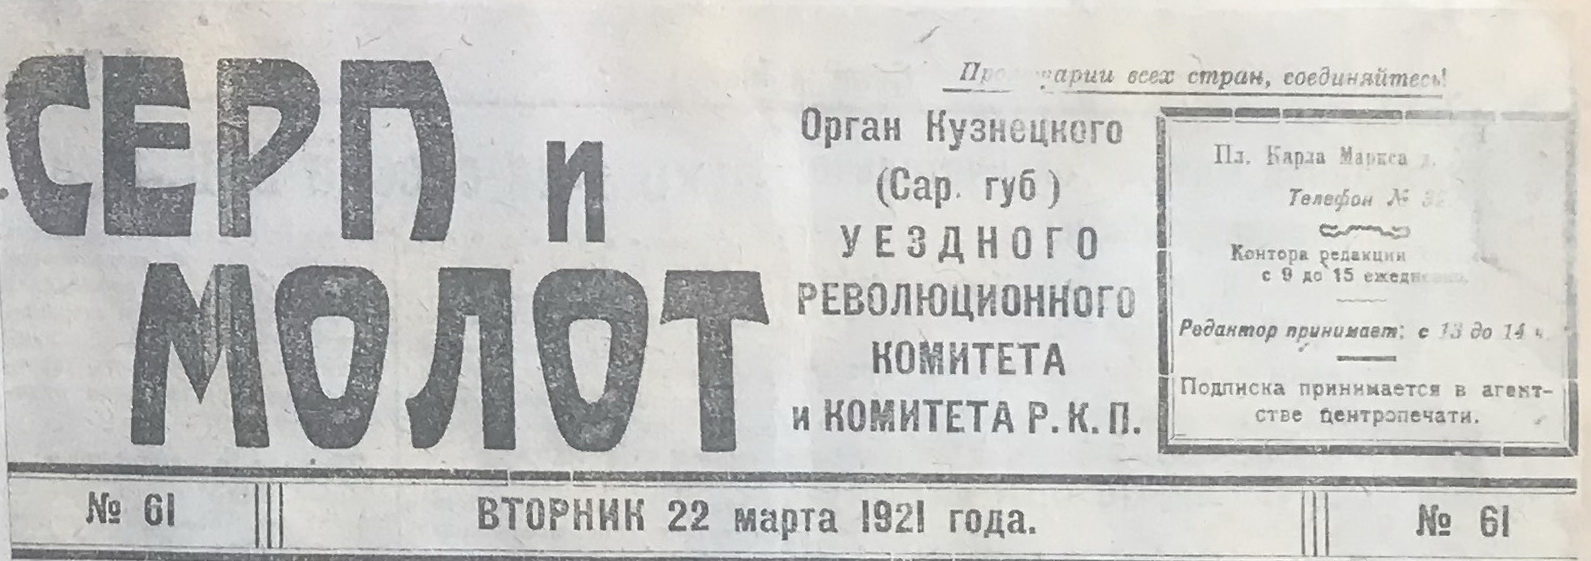 СЕРП и
МОЛОТ
всех стран, соединяйтесь!
Орган Кузнецкого
(Сар. губ)
УЕЗДНОГО
РЕВОЛЮЦИОННОГО
КОМИТЕТА
и КОМИТЕТА Р. К. П.
Пл. Карла Маркса
Телефон №
Контора редакции
с 9 до 15
Редактор принимает: с 13 до 14 ч.
Подписка принимается в агент-
стве центропечати.
№ 61
ВТОРНИК 22 марта 1921 года.
№ 61